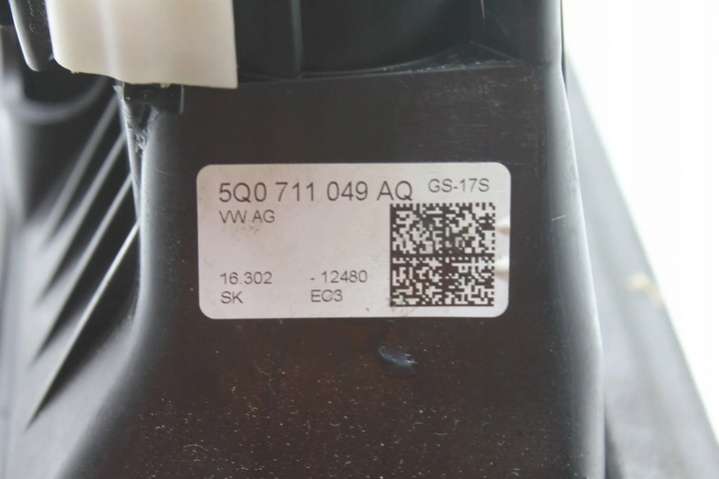 5Q0 711 049 AQ GS-17S
VW AG
16.302 - 12480
SK EC3